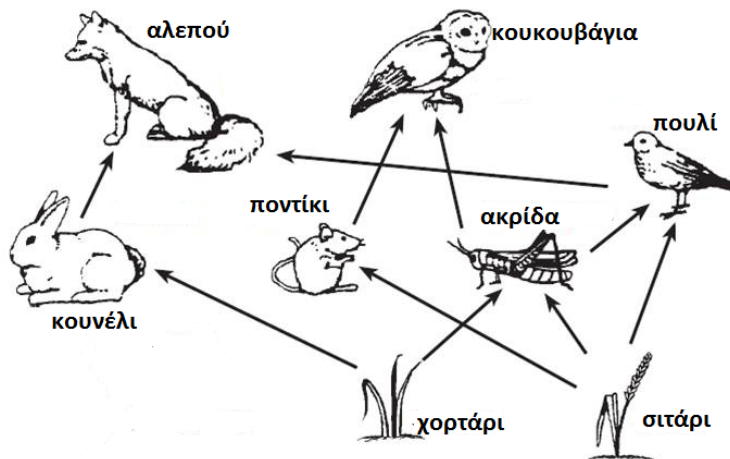 αλεπού
κουκουβάγια
πουλί
ποντίκι
ακρίδα
κουνέλι
χορτάρι
σιτάρι